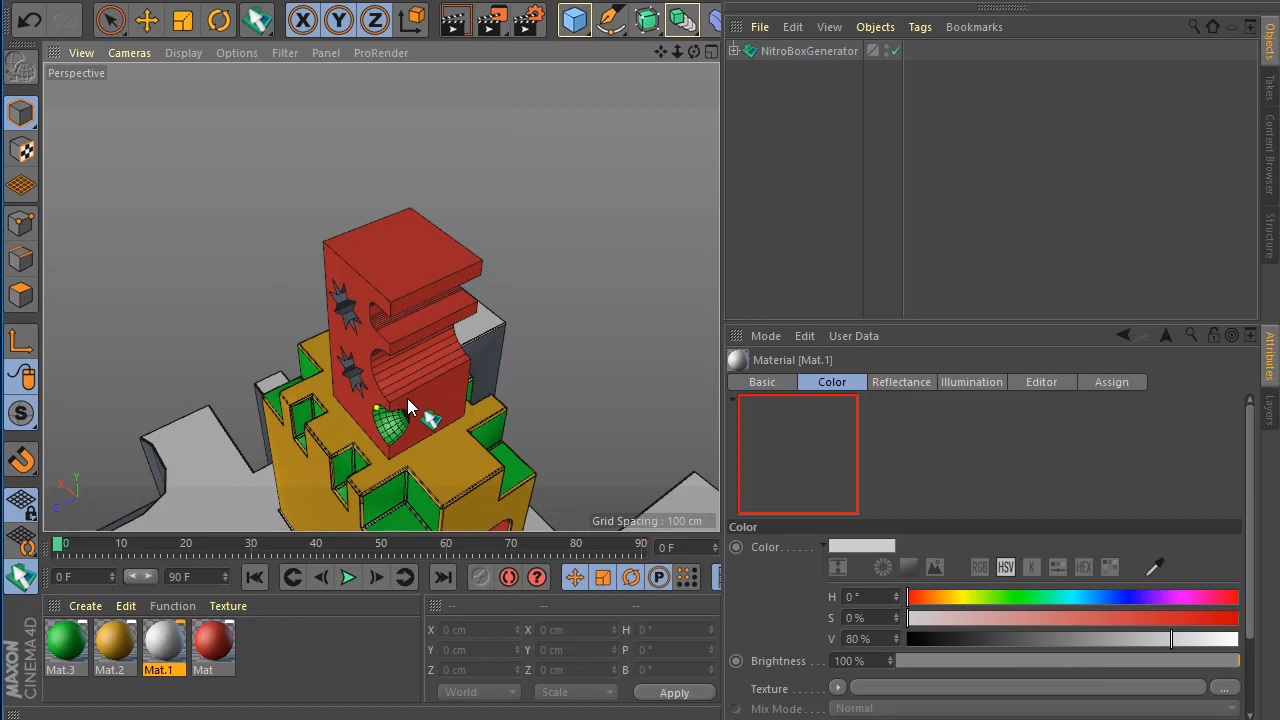 X Y Z
File Edit View Objects Tags Bookmarks
View Cameras Display Options Filter Panel ProRender
Perspective
NitroBoxGenerator
Objects
Takes
Content Browser
Structure
Mode Edit User Data
Material [Mat.1]
Basic Color Reflectance Illumination Editor Assign
Attributes
Layers
S
X Y Z
Grid Spacing : 100 cm
Color
Color
RGB HSV K HEX
H 0 °
S 0 %
V 80 %
Brightness 100 %
Texture ...
Mix Mode Normal
0 10 20 30 40 50 60 70 80 90 0 F
0 F 90 F P
Create Edit Function Texture
Mat.3 Mat.2 Mat.1 Mat
-- -- --
X 0 cm X 0 cm H 0 °
Y 0 cm Y 0 cm P 0 °
Z 0 cm Z 0 cm B 0 °
World Scale Apply
MAXON
CINEMA4D